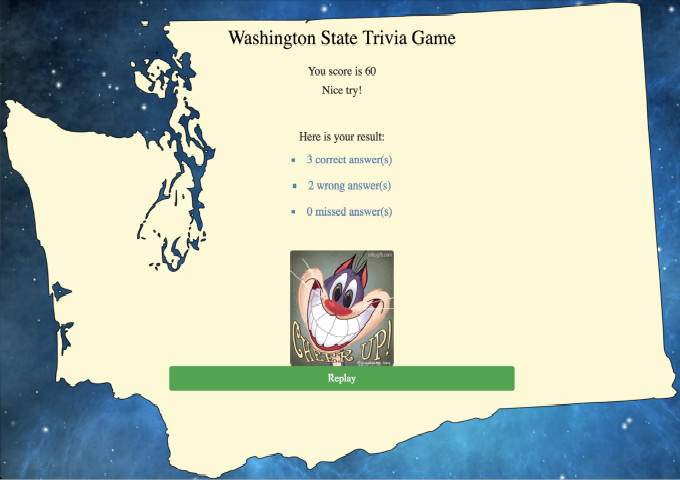 Washington State Trivia Game
You score is 60
Nice try!
Here is your result:
3 correct answer(s)
2 wrong answer(s)
0 missed answer(s)
CHEER UP!
Replay